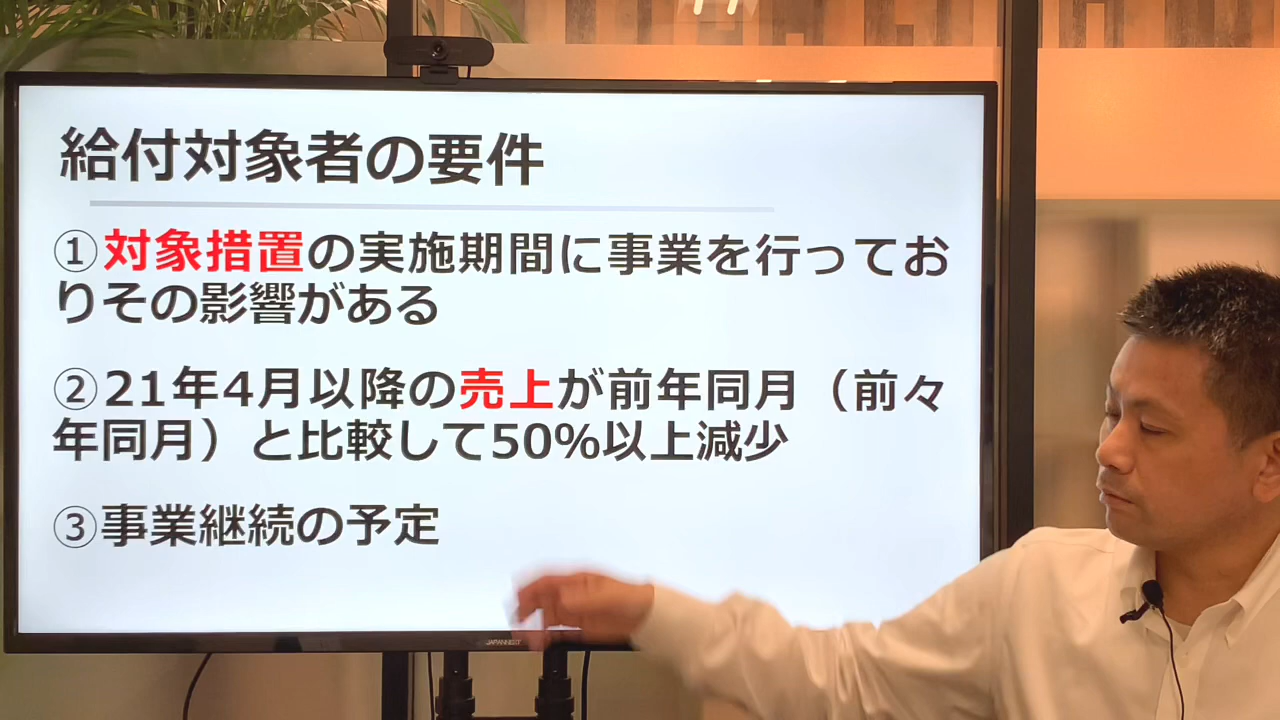 給付対象者の要件
①対象措置の実施期間に事業を行ってお
りその影響がある
②21年4月以降の売上が前年同月（前々
年同月）と比較して50%以上減少
③事業継続の予定